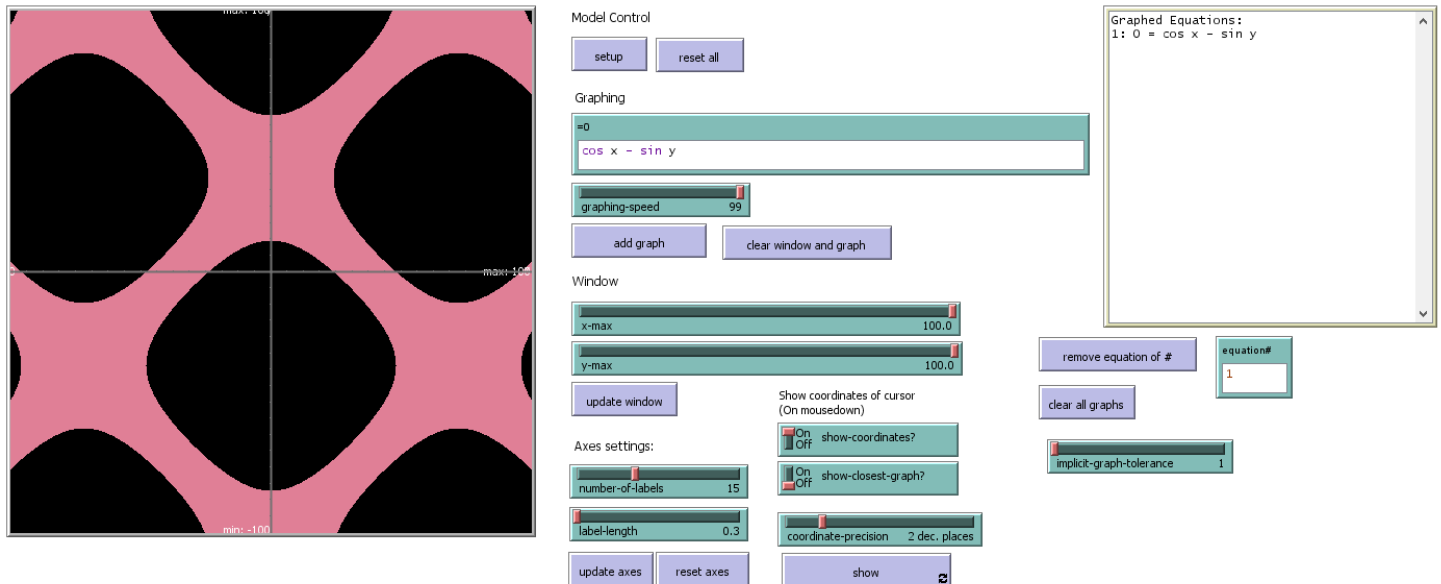 max: 100
max: 100
min: -100
Model Control
setup
reset all
Graphing
=0
cos x - sin y
graphing-speed 99
add graph
clear window and graph
Window
x-max 100.0
y-max 100.0
update window
Show coordinates of cursor
(On mousedown)
On
Off
show-coordinates?
On
Off
show-closest-graph?
Axes settings:
number-of-labels 15
label-length 0.3
coordinate-precision 2 dec. places
update axes
reset axes
show
Graphed Equations:
1: 0 = cos x - sin y
remove equation of #
equation#
1
clear all graphs
implicit-graph-tolerance 1